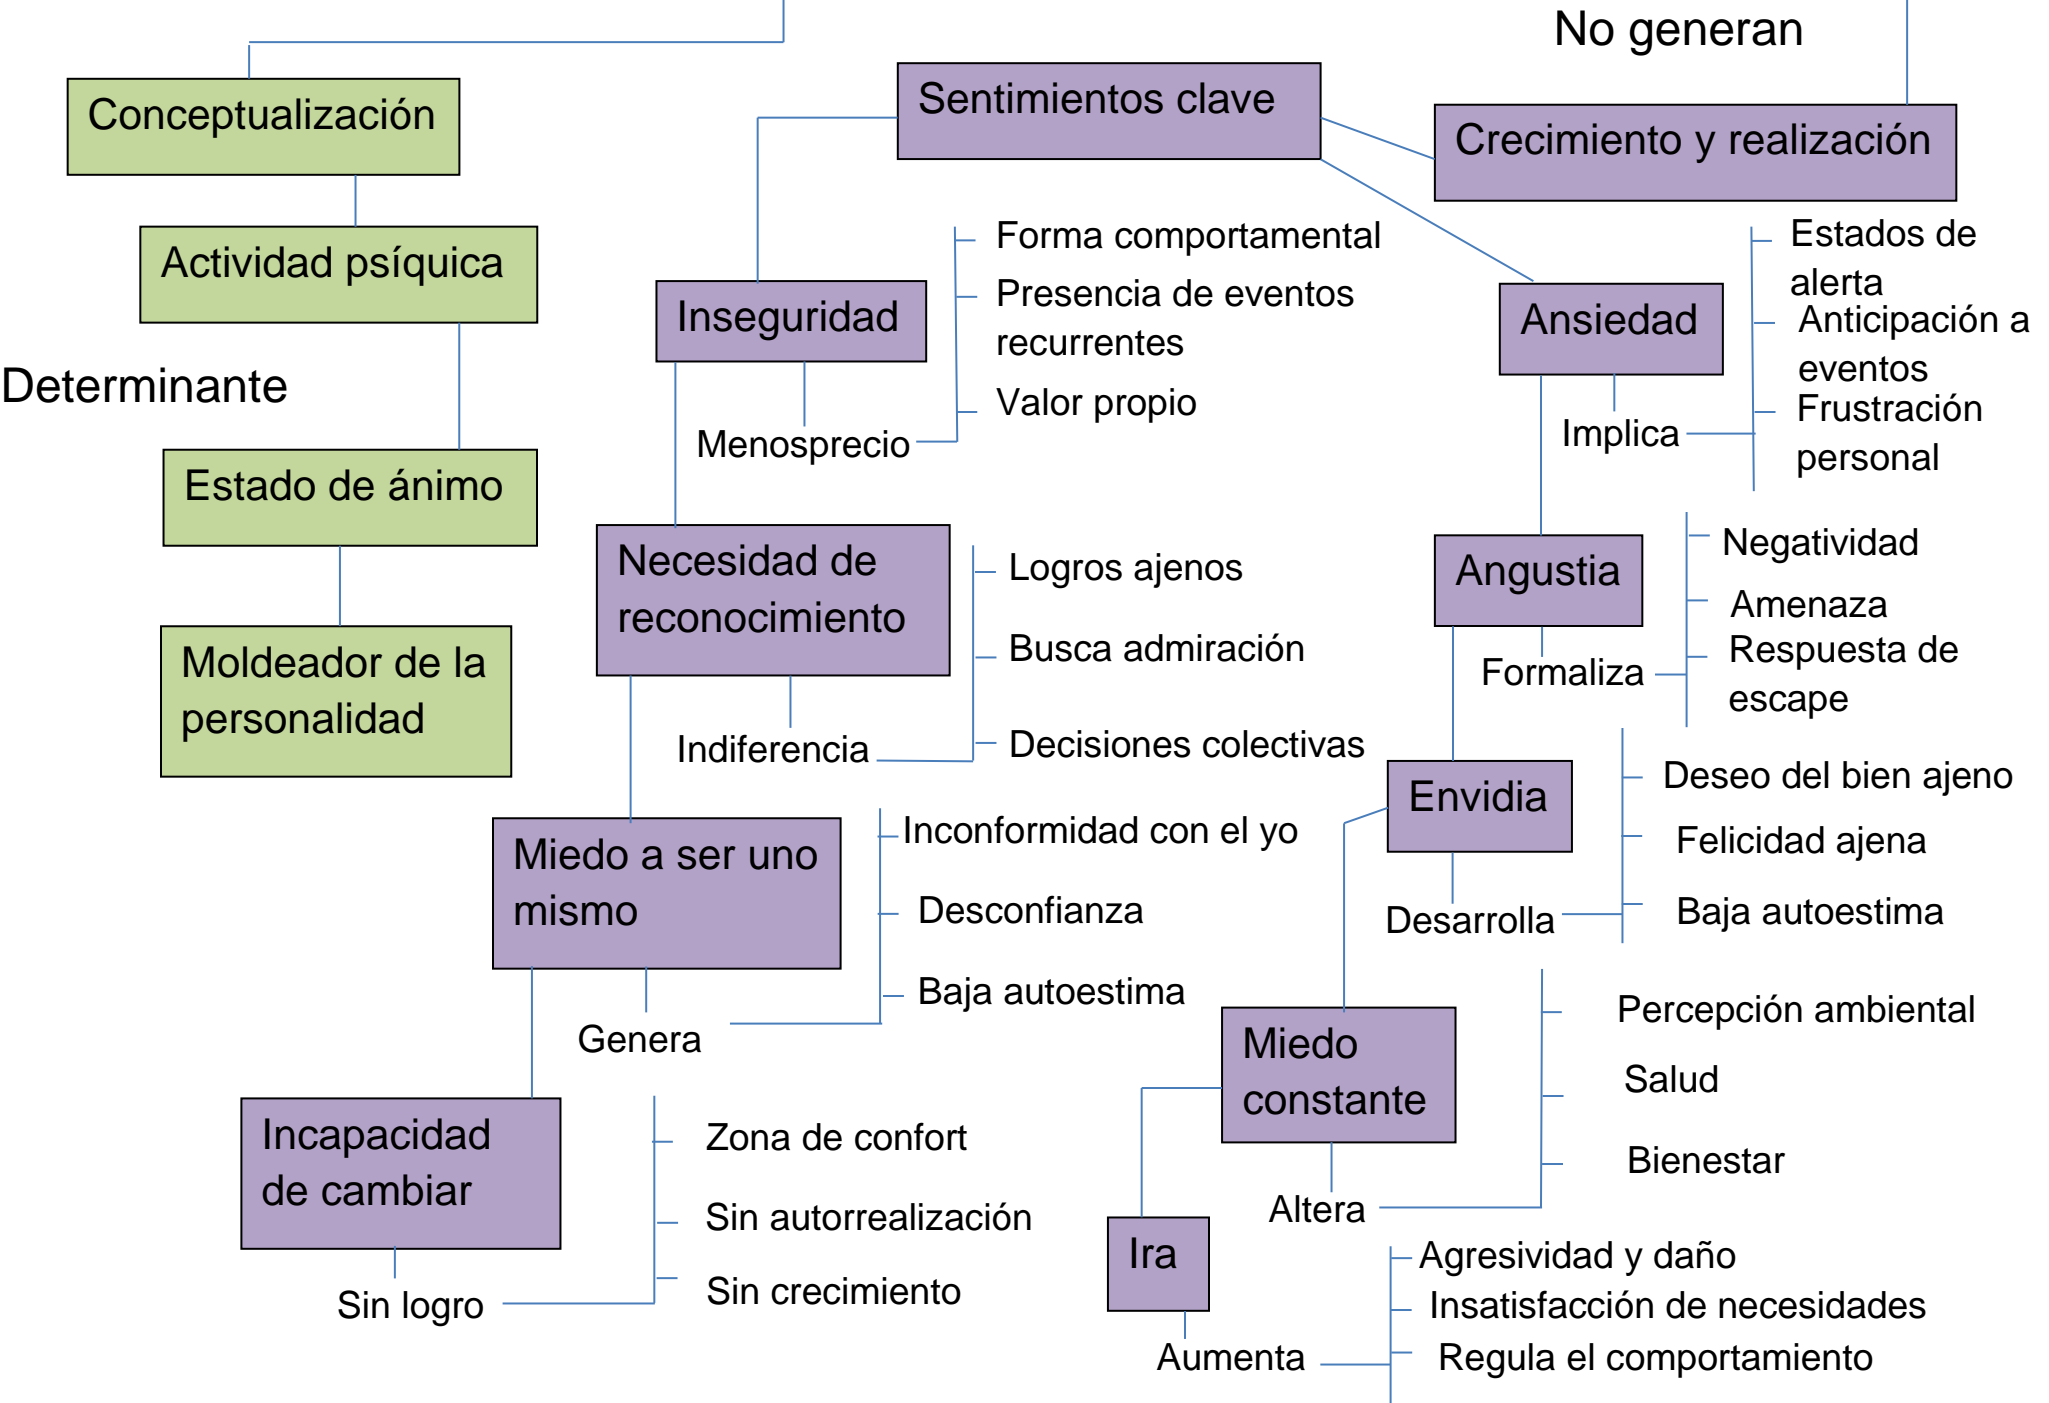 No generan
Conceptualización
Sentimientos clave
Crecimiento y realización
Actividad psíquica
Determinante
Estado de ánimo
Moldeador de la
personalidad
Inseguridad
Menosprecio
Forma comportamental
Presencia de eventos
recurrentes
Valor propio
Necesidad de
reconocimiento
Indiferencia
Logros ajenos
Busca admiración
Decisiones colectivas
Miedo a ser uno
mismo
Genera
Inconformidad con el yo
Desconfianza
Baja autoestima
Incapacidad
de cambiar
Sin logro
Zona de confort
Sin autorrealización
Sin crecimiento
Ansiedad
Implica
Estados de
alerta
Anticipación a
eventos
Frustración
personal
Angustia
Formaliza
Negatividad
Amenaza
Respuesta de
escape
Envidia
Desarrolla
Deseo del bien ajeno
Felicidad ajena
Baja autoestima
Miedo
constante
Altera
Percepción ambiental
Salud
Bienestar
Ira
Aumenta
Agresividad y daño
Insatisfacción de necesidades
Regula el comportamiento